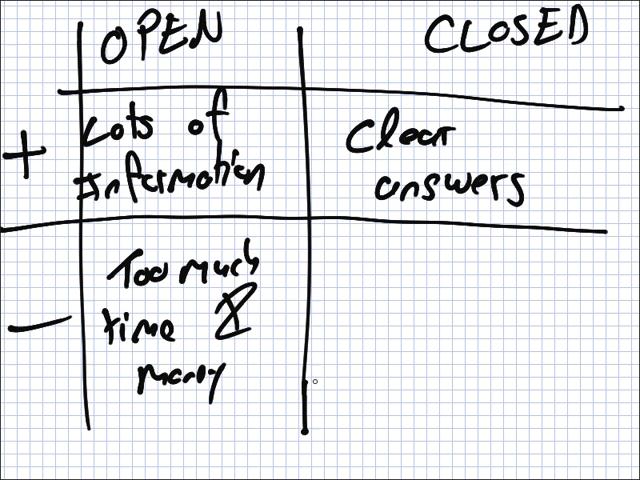 OPEN
CLOSED
+
Lots of
Information
Clear
answers
-
Too much
time &
money